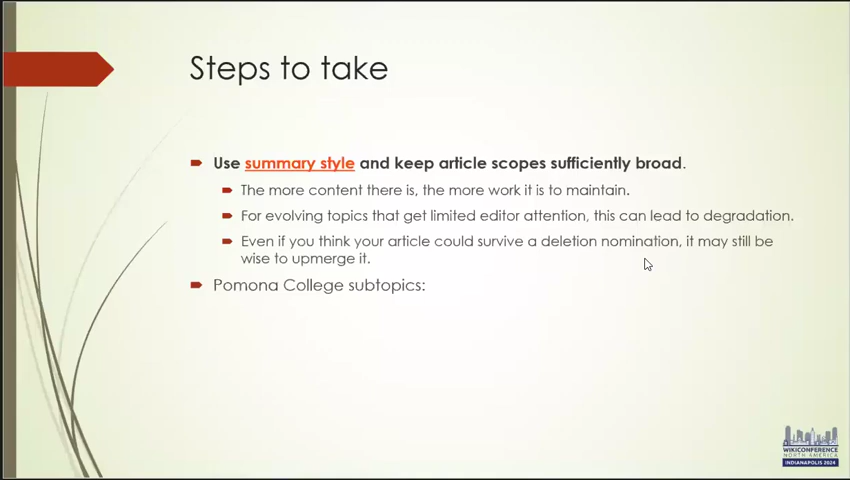 Steps to take
Use summary style and keep article scopes sufficiently broad.
The more content there is, the more work it is to maintain.
For evolving topics that get limited editor attention, this can lead to degradation.
Even if you think your article could survive a deletion nomination, it may still be
wise to upmerge it.
Pomona College subtopics:
WIKICONFERENCE
NORTH AMERICA
INDIANAPOLIS 2024